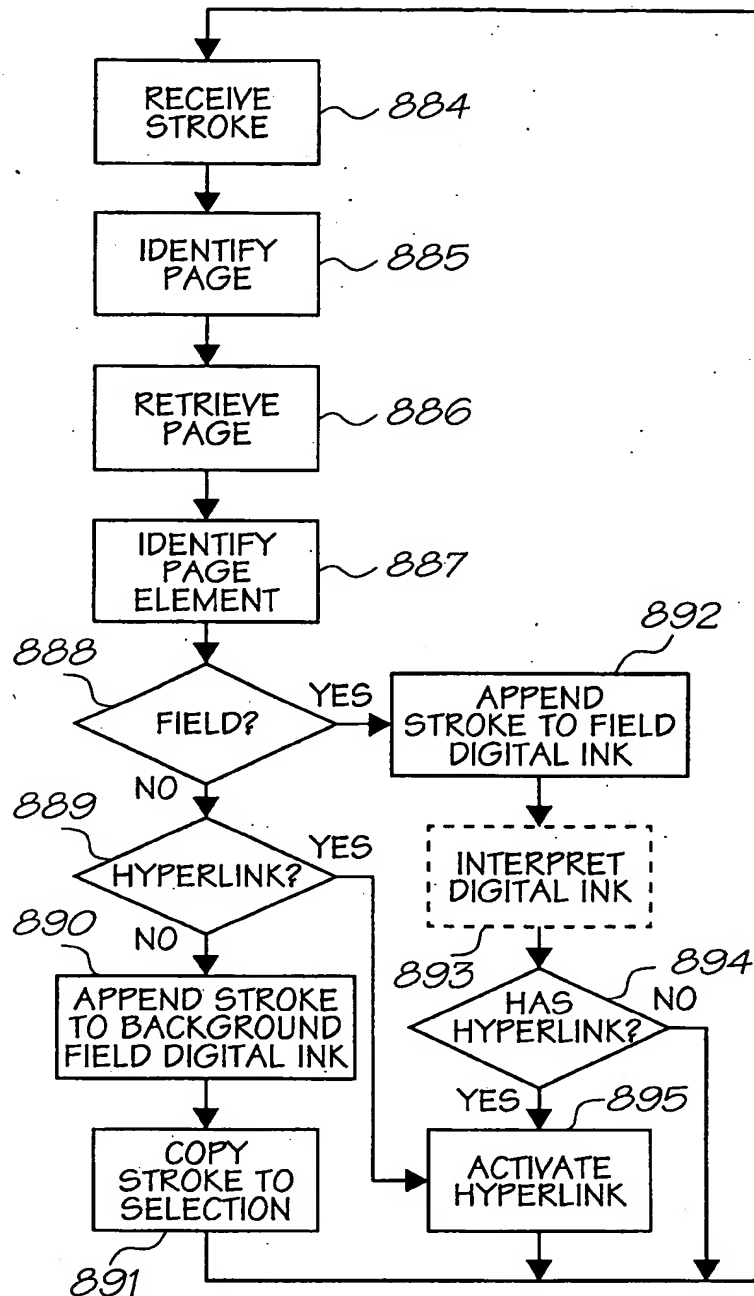 RECEIVE
STROKE
884
IDENTIFY
PAGE
885
RETRIEVE
PAGE
886
IDENTIFY
PAGE
ELEMENT
887
888
FIELD?
YES
NO
892
APPEND
STROKE TO FIELD
DIGITAL INK
889
HYPERLINK?
YES
NO
INTERPRET
DIGITAL INK
893
890
APPEND STROKE
TO BACKGROUND
FIELD DIGITAL INK
894
HAS
HYPERLINK?
NO
YES
895
ACTIVATE
HYPERLINK
COPY
STROKE TO
SELECTION
891